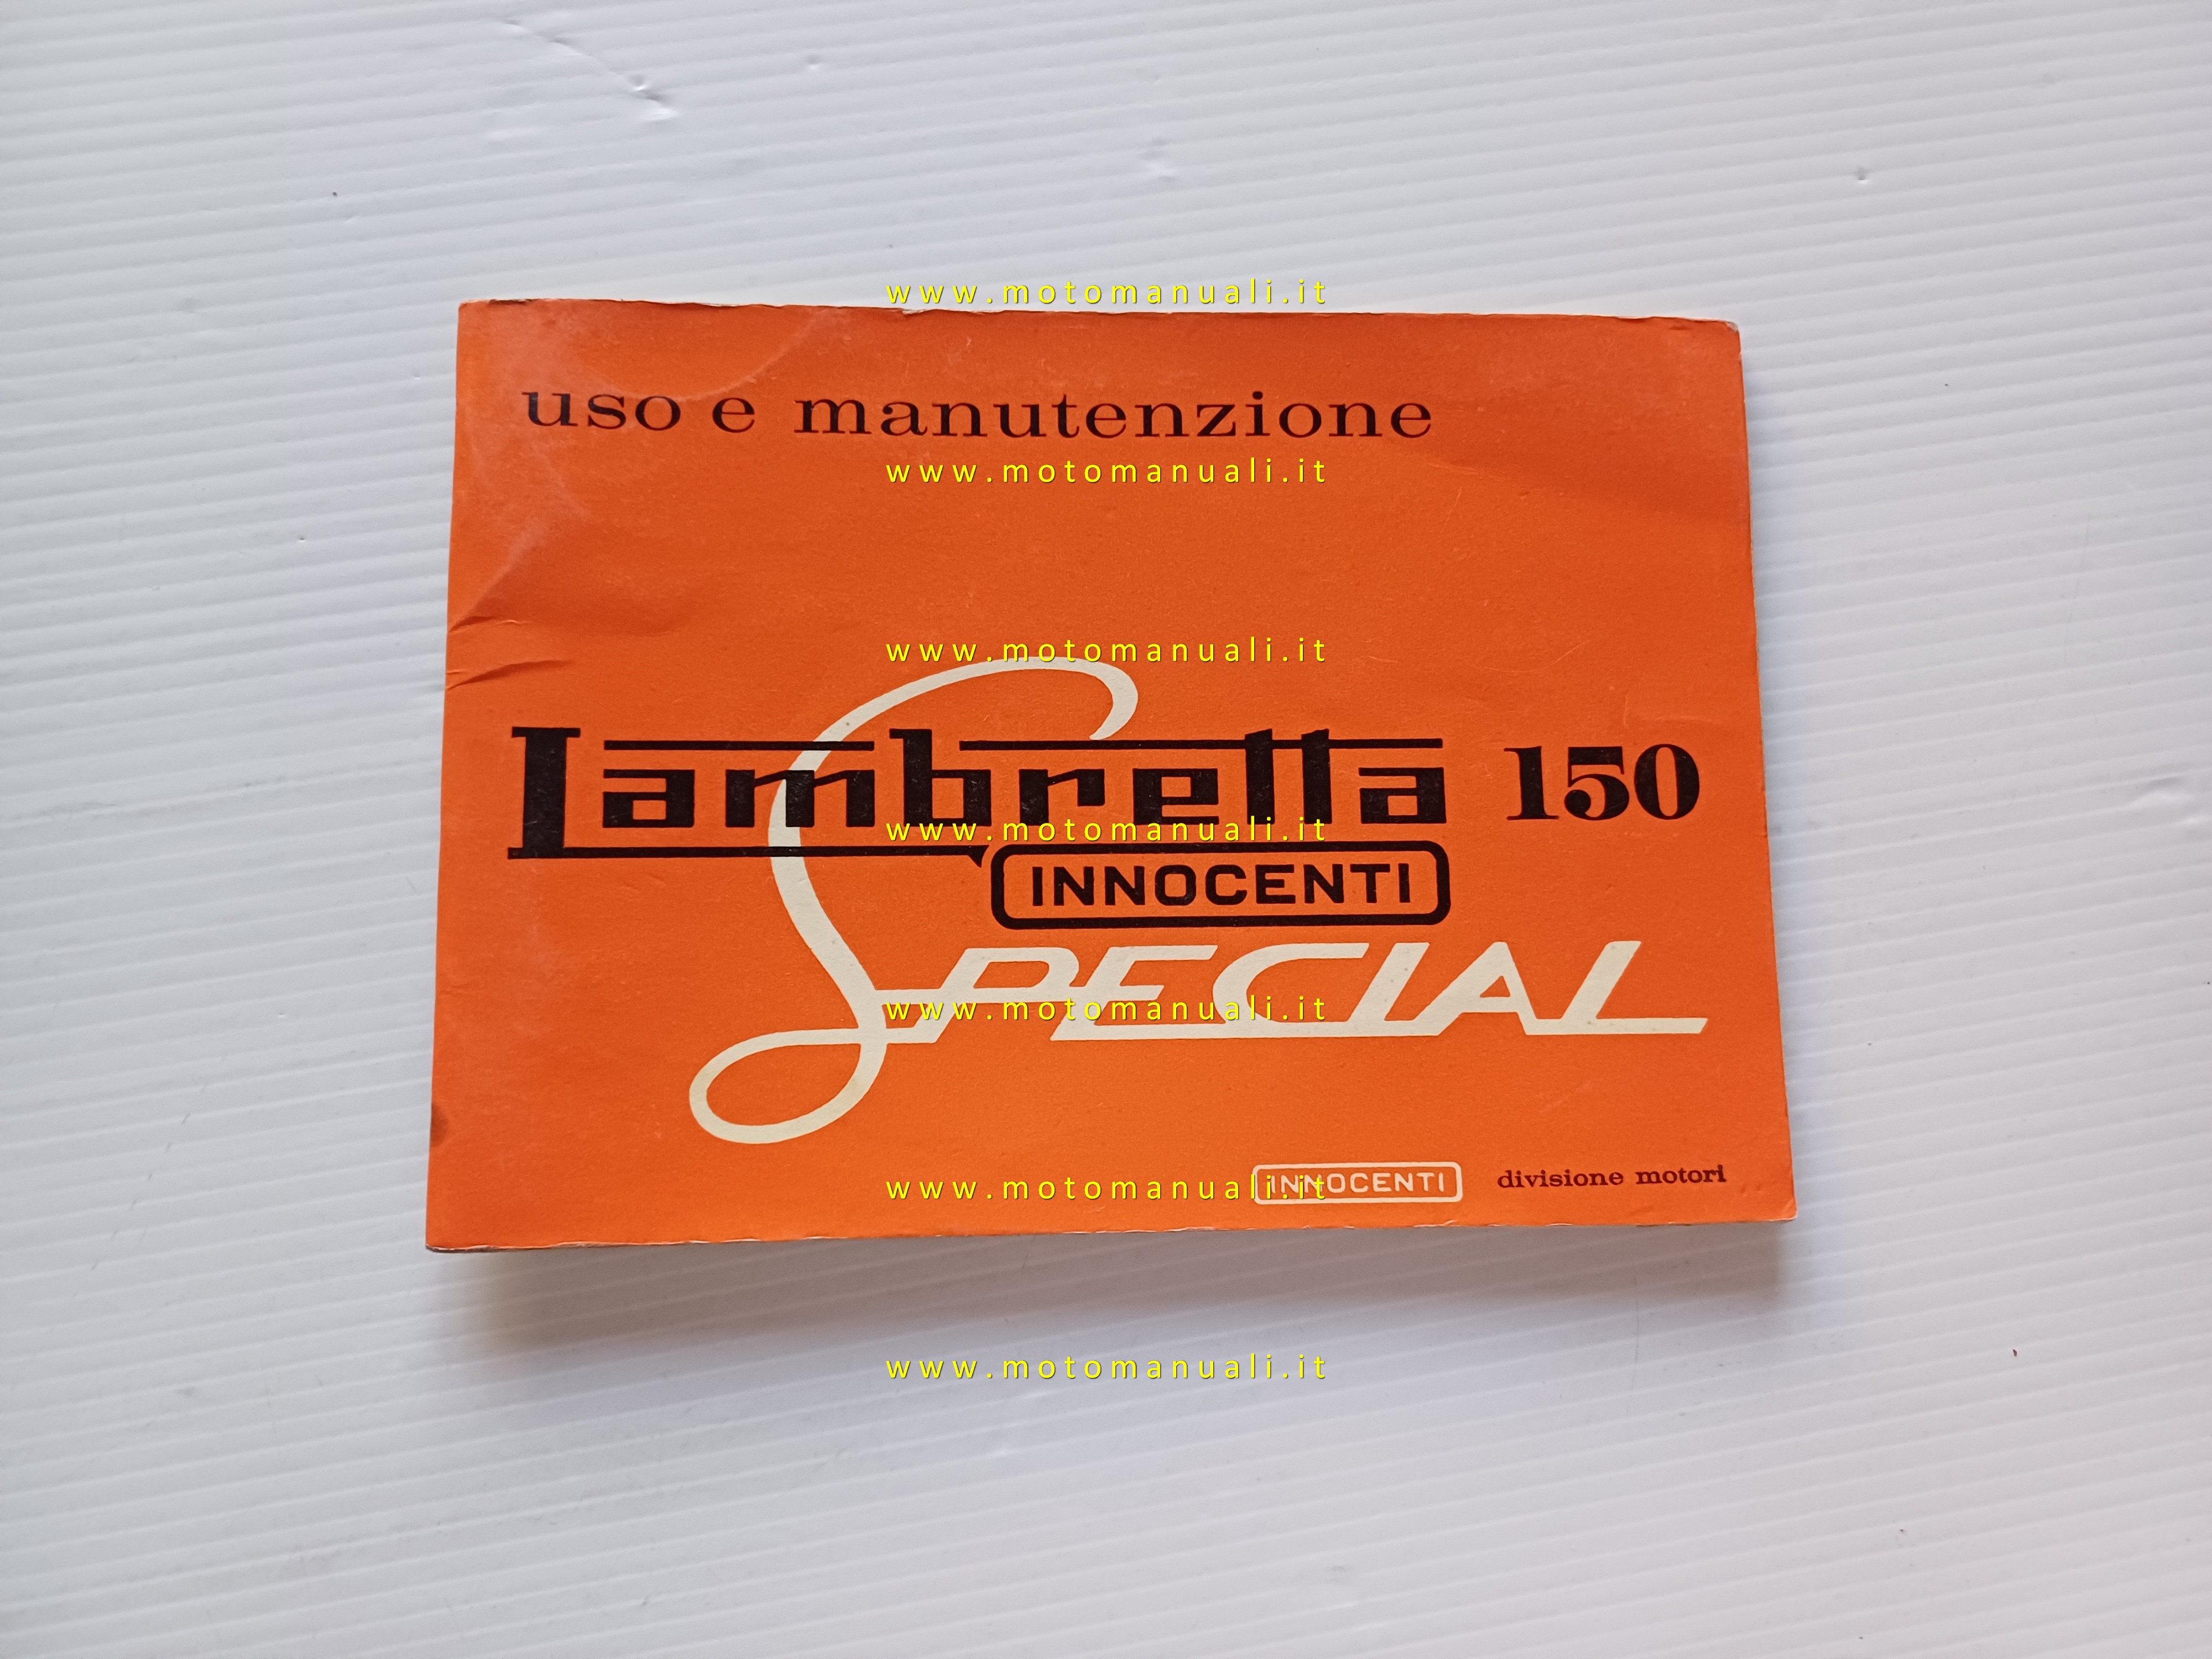 www.motomanuali.it
uso e manutenzione
www.motomanuali.it
www.motomanuali.it
Lambretta 150
www.motomanuali.it
INNOCENTI
SPECIAL
www.motomanuali.it
INNOCENTI divisione motori
www.motomanuali.it
www.motomanuali.it